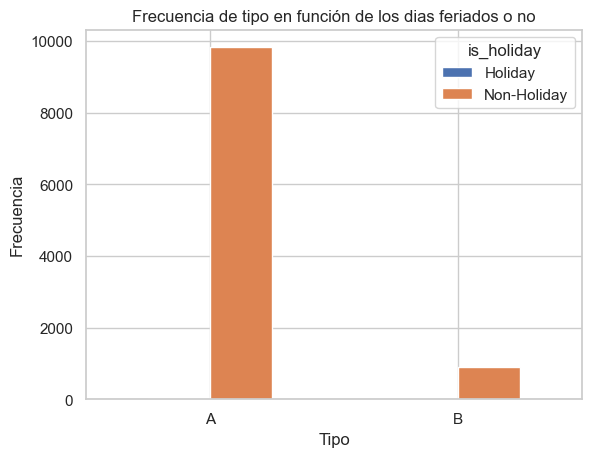 Frecuencia de tipo en función de los dias feriados o no
is_holiday
Holiday
Non-Holiday
Frecuencia
10000
8000
6000
4000
2000
0
A
B
Tipo